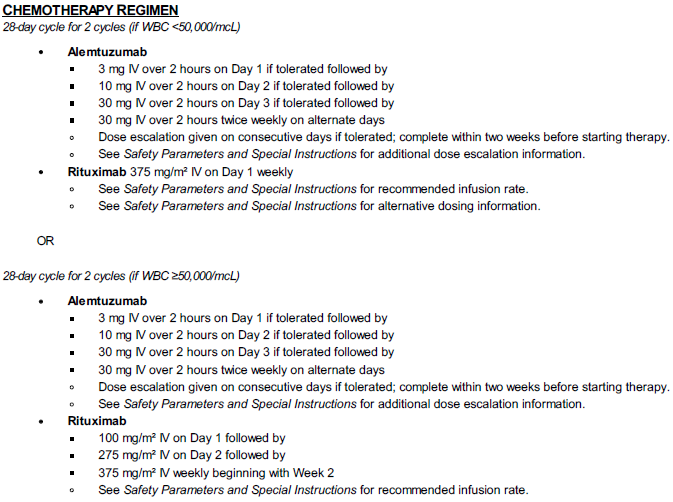 CHEMOTHERAPY REGIMEN
28-day cycle for 2 cycles (if WBC <50,000/mcL)
• Alemtuzumab
▪ 3 mg IV over 2 hours on Day 1 if tolerated followed by
▪ 10 mg IV over 2 hours on Day 2 if tolerated followed by
▪ 30 mg IV over 2 hours on Day 3 if tolerated followed by
▪ 30 mg IV over 2 hours twice weekly on alternate days
○ Dose escalation given on consecutive days if tolerated; complete within two weeks before starting therapy.
○ See Safety Parameters and Special Instructions for additional dose escalation information.
• Rituximab 375 mg/m² IV on Day 1 weekly
○ See Safety Parameters and Special Instructions for recommended infusion rate.
○ See Safety Parameters and Special Instructions for alternative dosing information.
OR
28-day cycle for 2 cycles (if WBC ≥50,000/mcL)
• Alemtuzumab
▪ 3 mg IV over 2 hours on Day 1 if tolerated followed by
▪ 10 mg IV over 2 hours on Day 2 if tolerated followed by
▪ 30 mg IV over 2 hours on Day 3 if tolerated followed by
▪ 30 mg IV over 2 hours twice weekly on alternate days
○ Dose escalation given on consecutive days if tolerated; complete within two weeks before starting therapy.
○ See Safety Parameters and Special Instructions for additional dose escalation information.
• Rituximab
▪ 100 mg/m² IV on Day 1 followed by
▪ 275 mg/m² IV on Day 2 followed by
▪ 375 mg/m² IV weekly beginning with Week 2
○ See Safety Parameters and Special Instructions for recommended infusion rate.